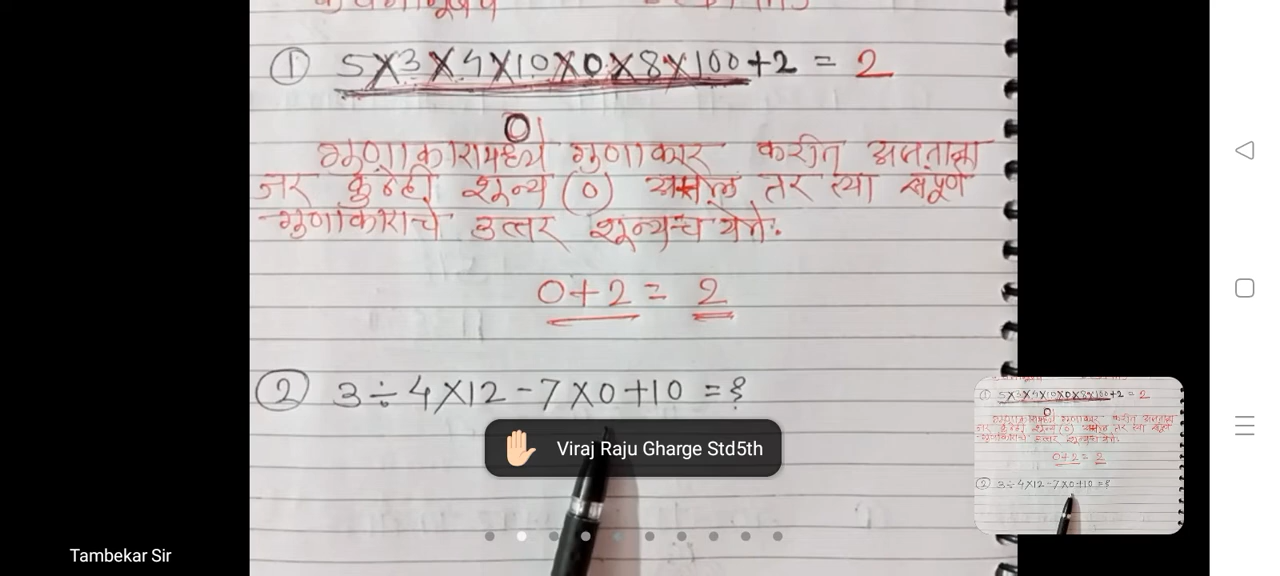 ① 5×3×4×10×0×8×100+2 = 2
0
गुणाकारामध्ये गुणाकार करीत असताना
जर कुठेही शून्य (0) असेल तर त्या संपूर्ण
गुणाकाराचे उत्तर शून्यच येते.
0+2 = 2
② 3÷4×12-7×0+10 = ?
Viraj Raju Gharge Std5th
Tambekar Sir